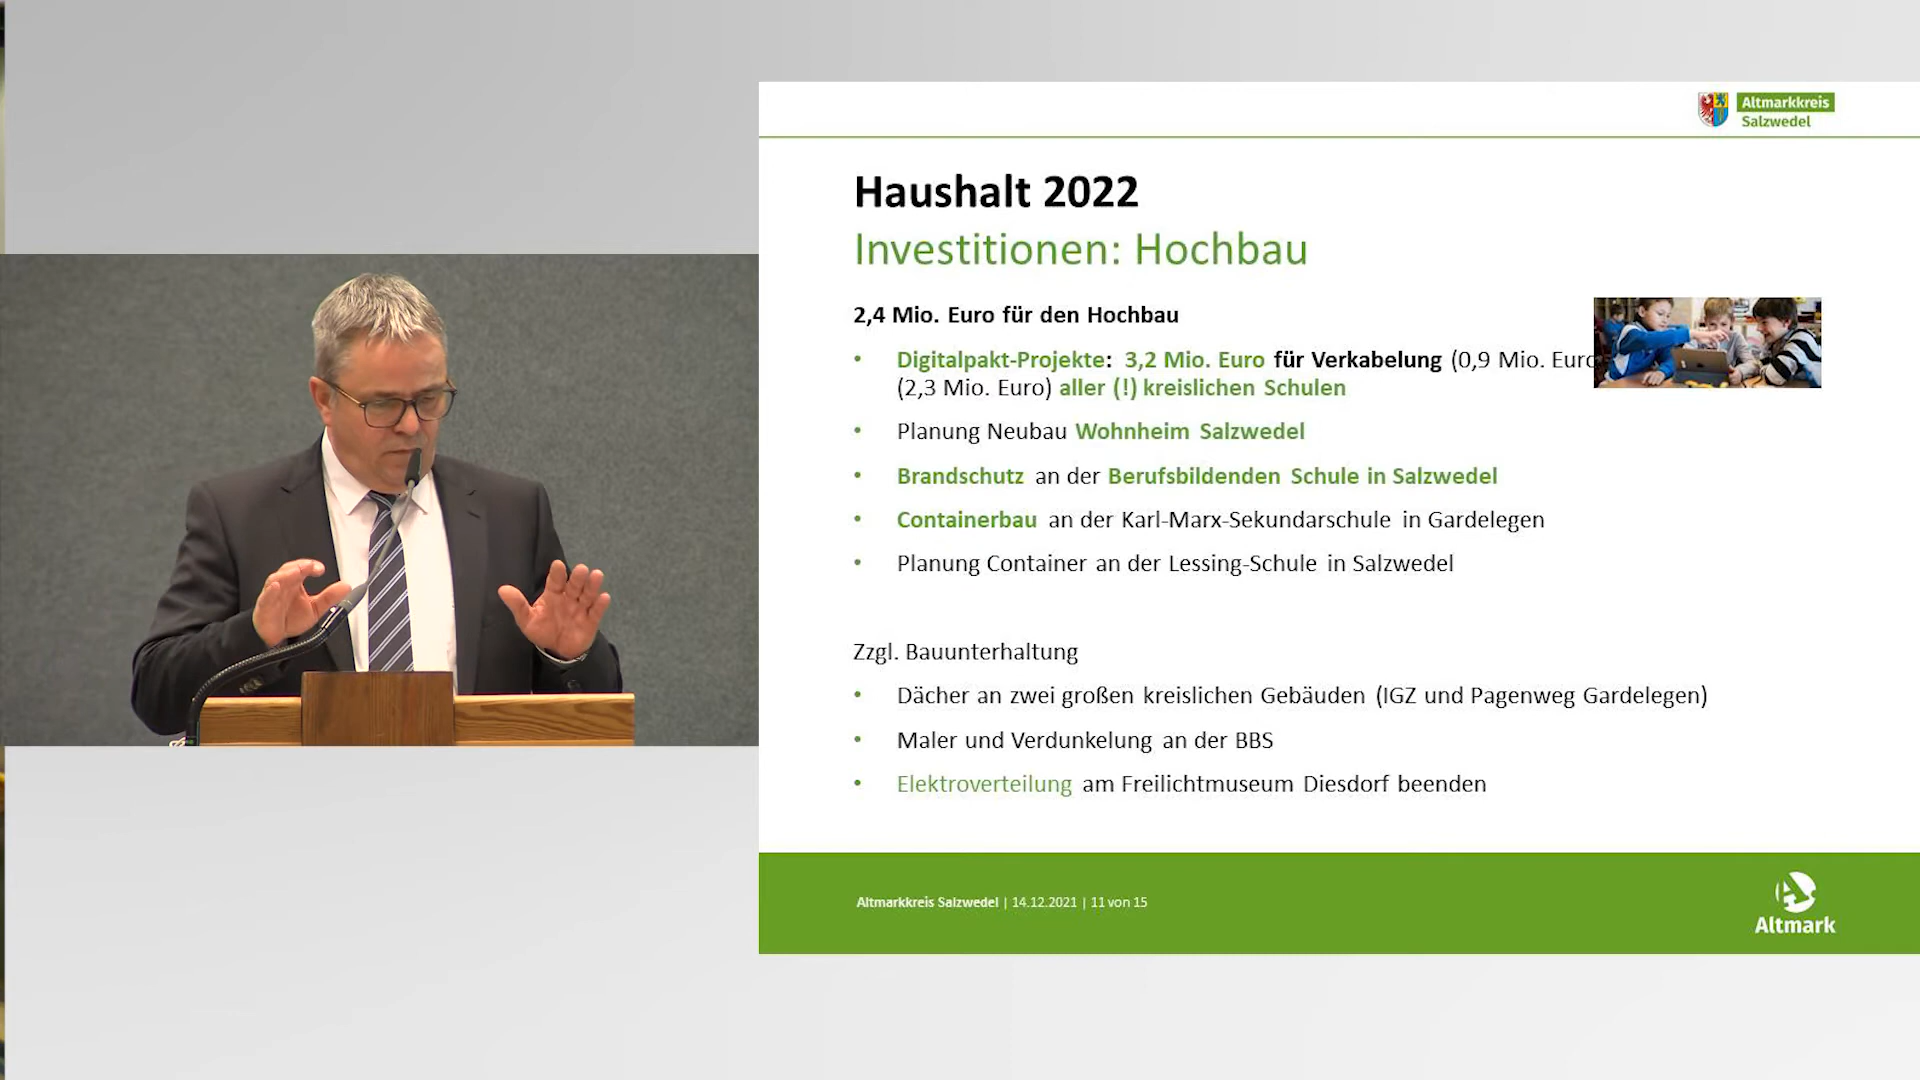 Altmarkkreis
Salzwedel
Haushalt 2022
Investitionen: Hochbau
2,4 Mio. Euro für den Hochbau
• Digitalpakt-Projekte: 3,2 Mio. Euro für Verkabelung (0,9 Mio. Euro
(2,3 Mio. Euro) aller (!) kreislichen Schulen
• Planung Neubau Wohnheim Salzwedel
• Brandschutz an der Berufsbildenden Schule in Salzwedel
• Containerbau an der Karl-Marx-Sekundarschule in Gardelegen
• Planung Container an der Lessing-Schule in Salzwedel
Zzgl. Bauunterhaltung
• Dächer an zwei großen kreislichen Gebäuden (IGZ und Pagenweg Gardelegen)
• Maler und Verdunkelung an der BBS
• Elektroverteilung am Freilichtmuseum Diesdorf beenden
Altmarkkreis Salzwedel | 14.12.2021 | 11 von 15
Altmark